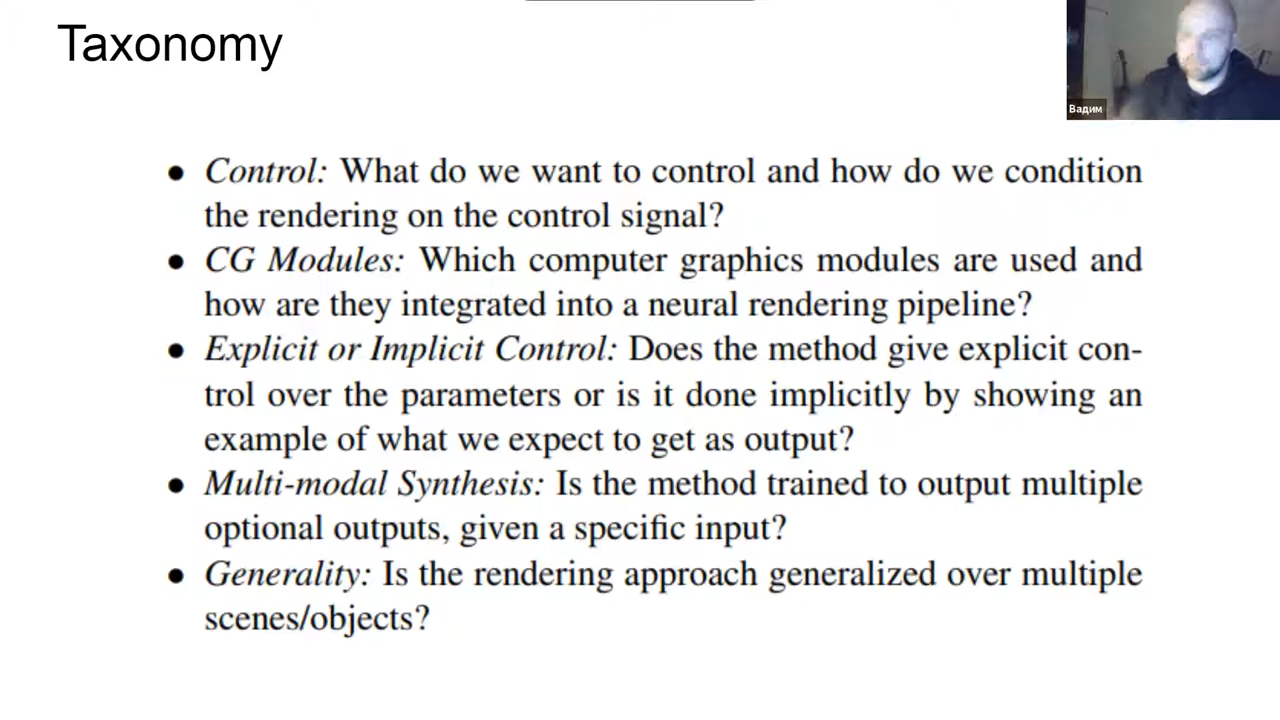 Taxonomy
Вадим
● Control: What do we want to control and how do we condition
the rendering on the control signal?
● CG Modules: Which computer graphics modules are used and
how are they integrated into a neural rendering pipeline?
● Explicit or Implicit Control: Does the method give explicit con-
trol over the parameters or is it done implicitly by showing an
example of what we expect to get as output?
● Multi-modal Synthesis: Is the method trained to output multiple
optional outputs, given a specific input?
● Generality: Is the rendering approach generalized over multiple
scenes/objects?